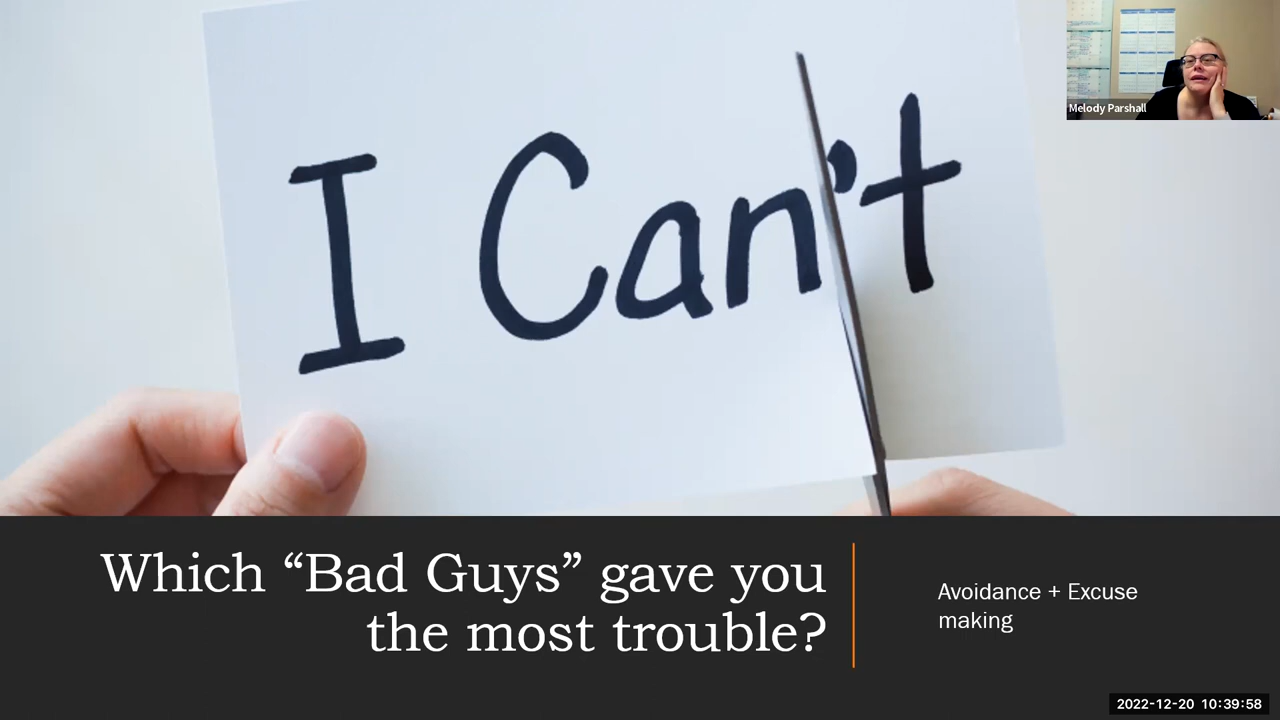 I Can't
Melody Parshall
Which “Bad Guys” gave you
the most trouble?
Avoidance + Excuse
making
2022-12-20 10:39:58